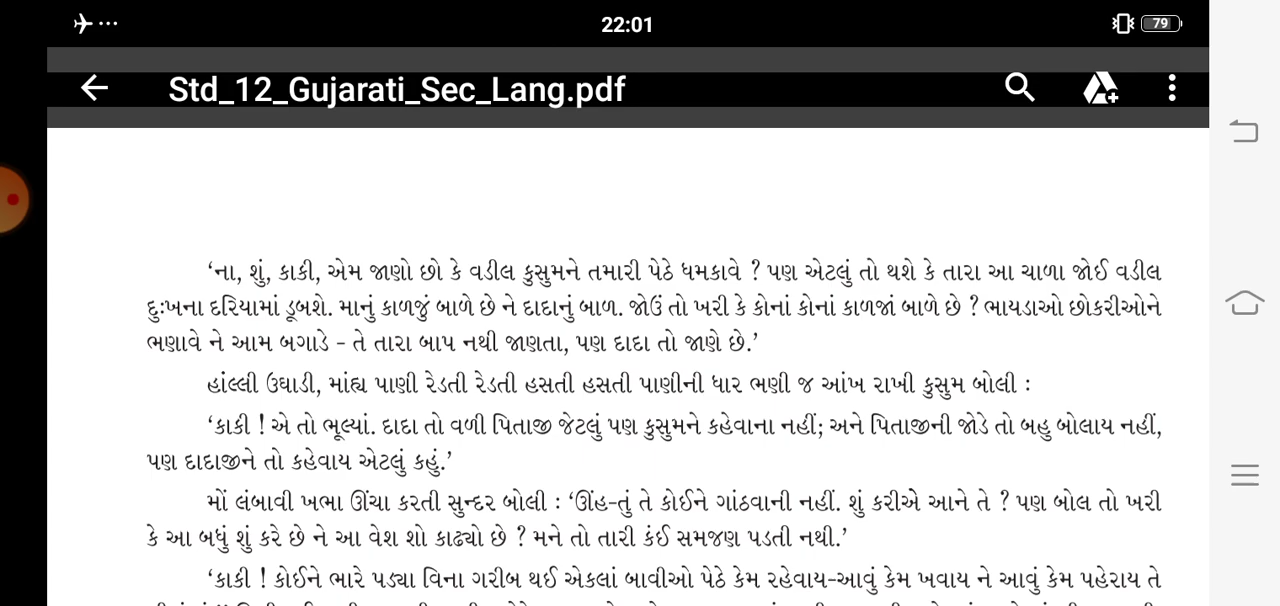 22:01
79
Std_12_Gujarati_Sec_Lang.pdf
‘ના, શું, કાકી, એમ જાણો છો કે વડીલ કુસુમને તમારી પેઠે ધમકાવે ? પણ એટલું તો થશે કે તારા આ ચાળા જોઈ વડીલ
દુઃખના દરિયામાં ડૂબશે. માનું કાળજું બાળે છે ને દાદાનું બાળ. જોઉં તો ખરી કે કોનાં કોનાં કાળજાં બાળે છે ? ભાયડાઓ છોકરીઓને
ભણાવે ને આમ બગાડે - તે તારા બાપ નથી જાણતા, પણ દાદા તો જાણે છે.’
હાંલ્લી ઉઘાડી, માંહ્ય પાણી રેડતી રેડતી હસતી હસતી પાણીની ધાર ભણી જ આંખ રાખી કુસુમ બોલી :
‘કાકી ! એ તો ભૂલ્યાં. દાદા તો વળી પિતાજી જેટલું પણ કુસુમને કહેવાના નહીં; અને પિતાજીની જોડે તો બહુ બોલાય નહીં,
પણ દાદાજીને તો કહેવાય એટલું કહું.’
મોં લંબાવી ખભા ઊંચા કરતી સુન્દર બોલી : ‘ઊંહ-તું તે કોઈને ગાંઠવાની નહીં. શું કરીએ આને તે ? પણ બોલ તો ખરી
કે આ બધું શું કરે છે ને આ વેશ શો કાઢ્યો છે ? મને તો તારી કંઈ સમજણ પડતી નથી.’
‘કાકી ! કોઈને ભારે પડ્યા વિના ગરીબ થઈ એકલાં બાવીઓ પેઠે કેમ રહેવાય-આવું કેમ ખવાય ને આવું કેમ પહેરાય તે